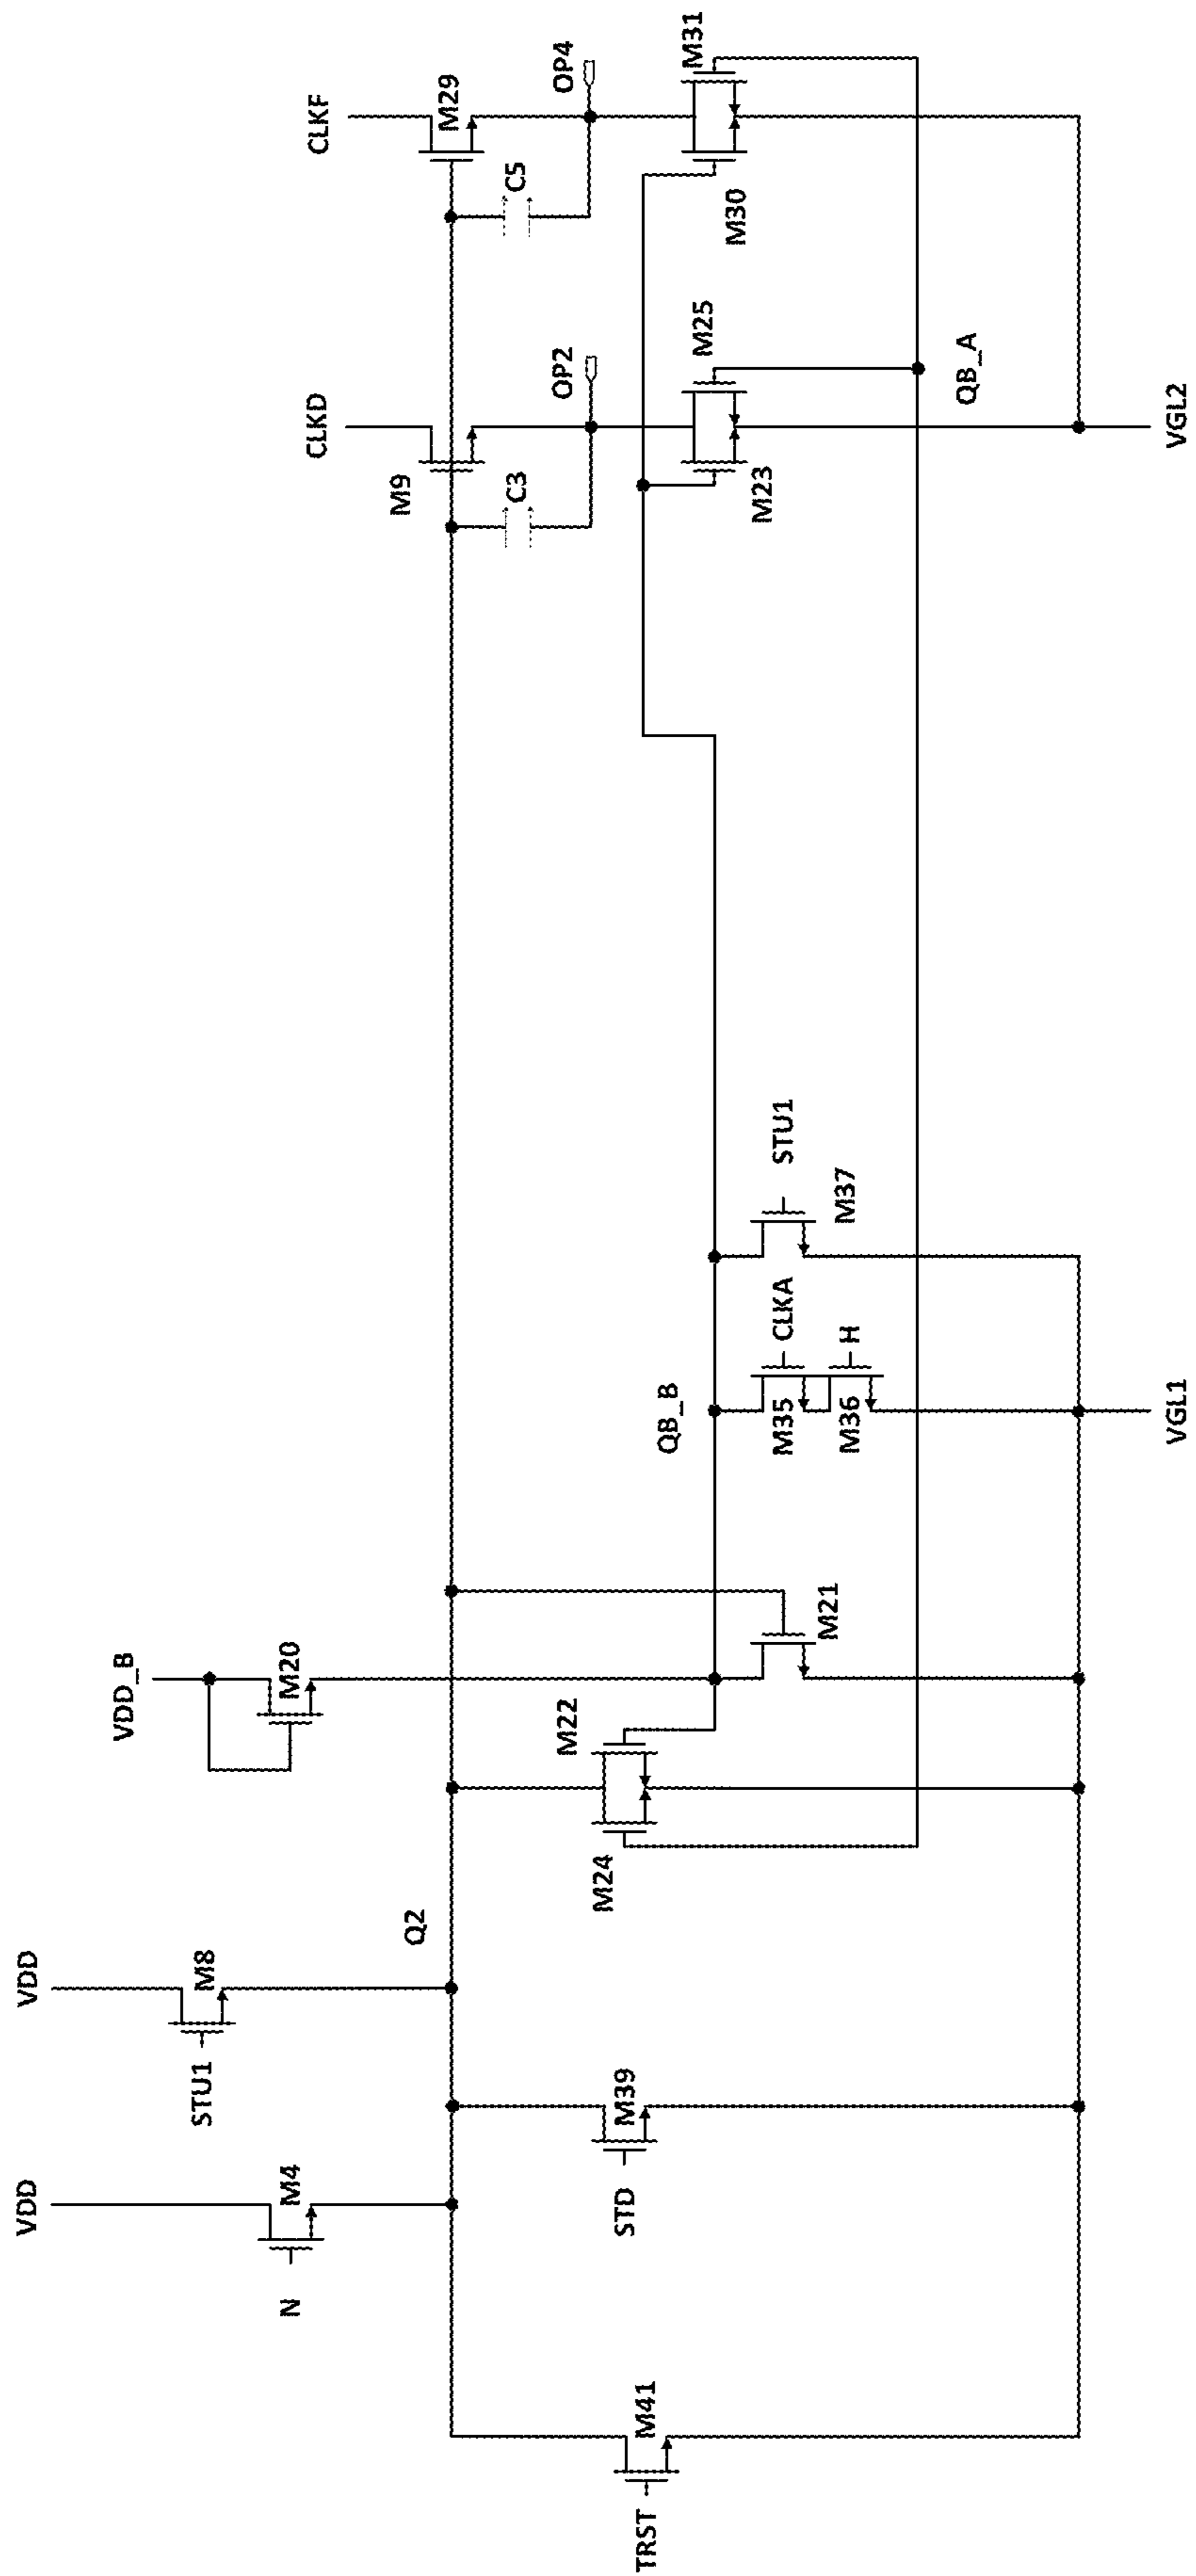 VDD
VDD
VDD_B
CLKD
CLKF
N
M4
STU1
M8
M20
M9
M29
Q2
C3
C5
OP2
OP4
TRST
M41
STD
M39
M24
M22
M21
QB_B
M35
CLKA
M36
H
STU1
M37
M23
M25
M30
M31
QB_A
VGL1
VGL2